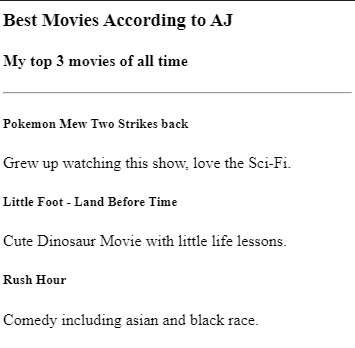 Best Movies According to AJ
My top 3 movies of all time
Pokemon Mew Two Strikes back
Grew up watching this show, love the Sci-Fi.
Little Foot - Land Before Time
Cute Dinosaur Movie with little life lessons.
Rush Hour
Comedy including asian and black race.